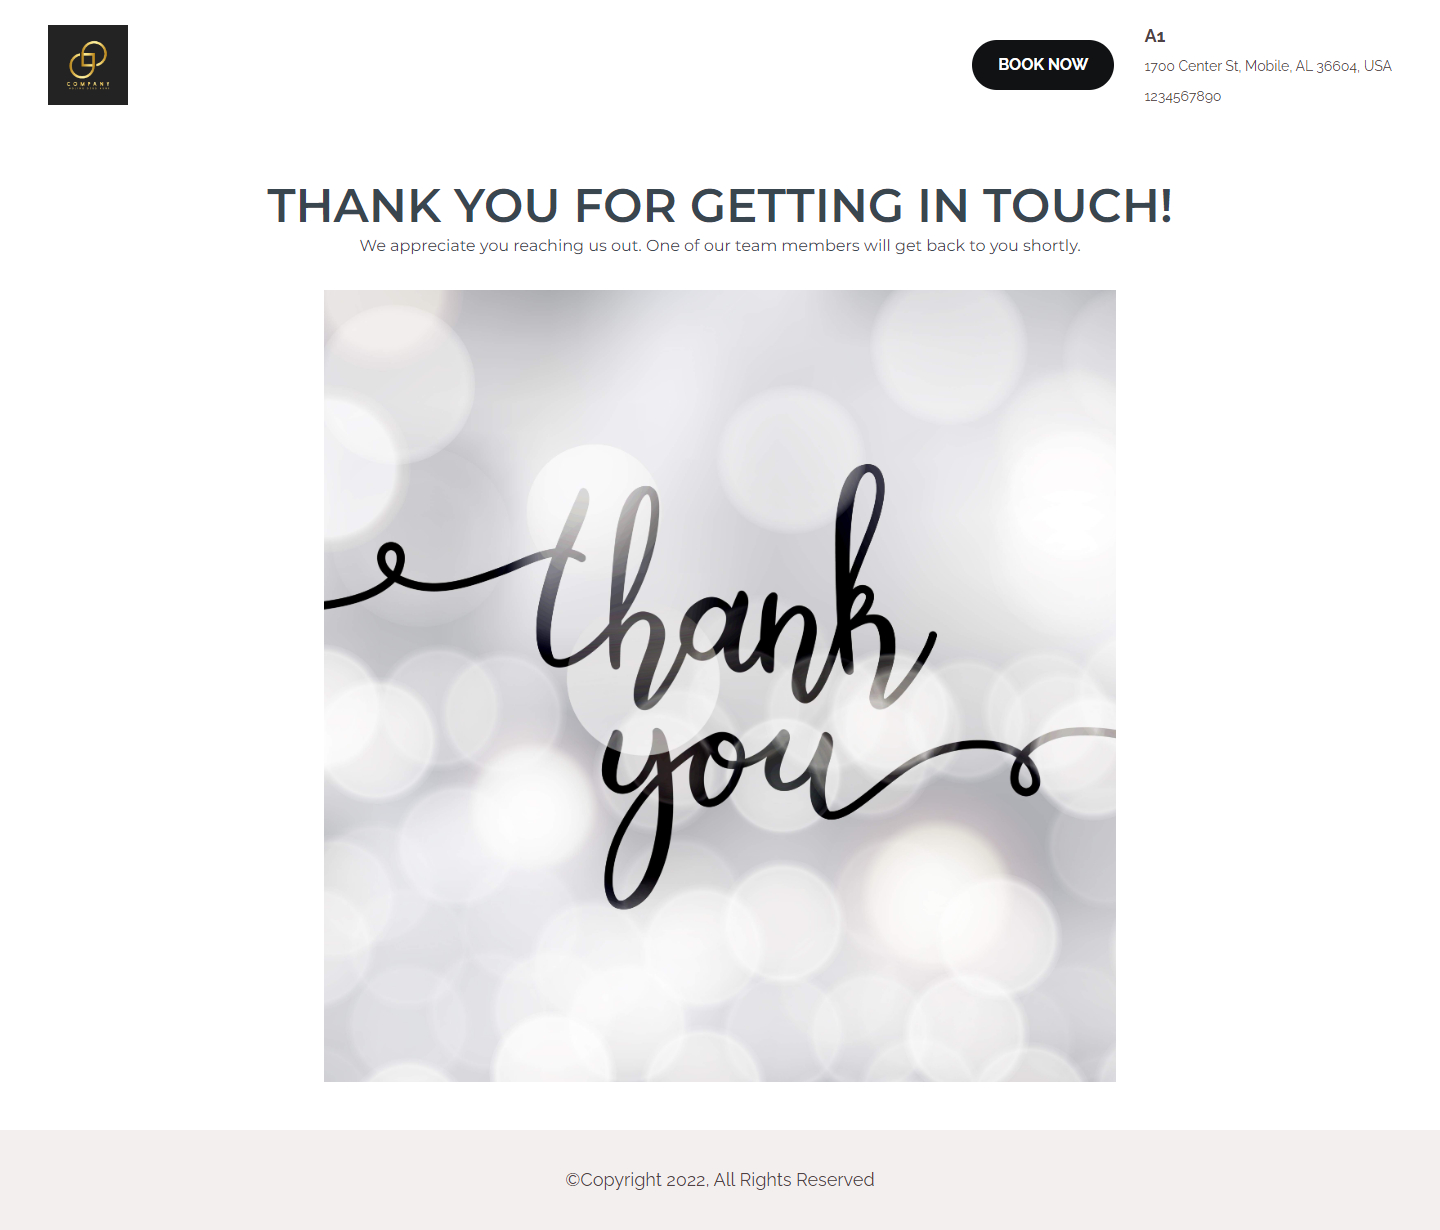 COMPANY
BOOK NOW
A1
1700 Center St, Mobile, AL 36604, USA
1234567890
THANK YOU FOR GETTING IN TOUCH!
We appreciate you reaching us out. One of our team members will get back to you shortly.
thank
you
©Copyright 2022, All Rights Reserved